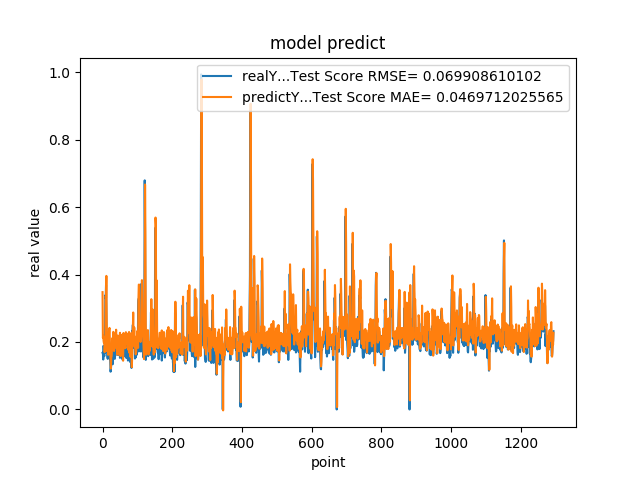 model predict
realY...Test Score RMSE= 0.069908610102
predictY...Test Score MAE= 0.0469712025565
1.0
0.8
0.6
0.4
0.2
0.0
real value
0 200 400 600 800 1000 1200
point